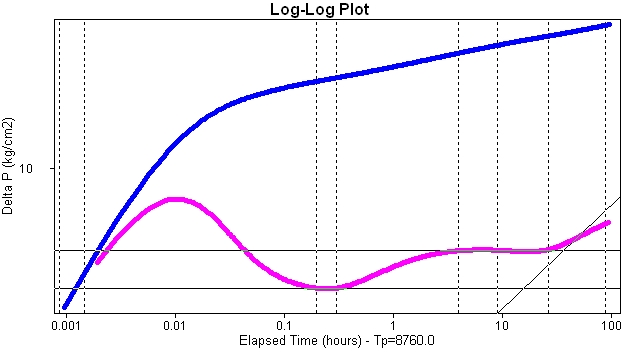 Log-Log Plot
Delta P (kg/cm2)
10
0.001 0.01 0.1 1 10 100
Elapsed Time (hours) - Tp=8760.0